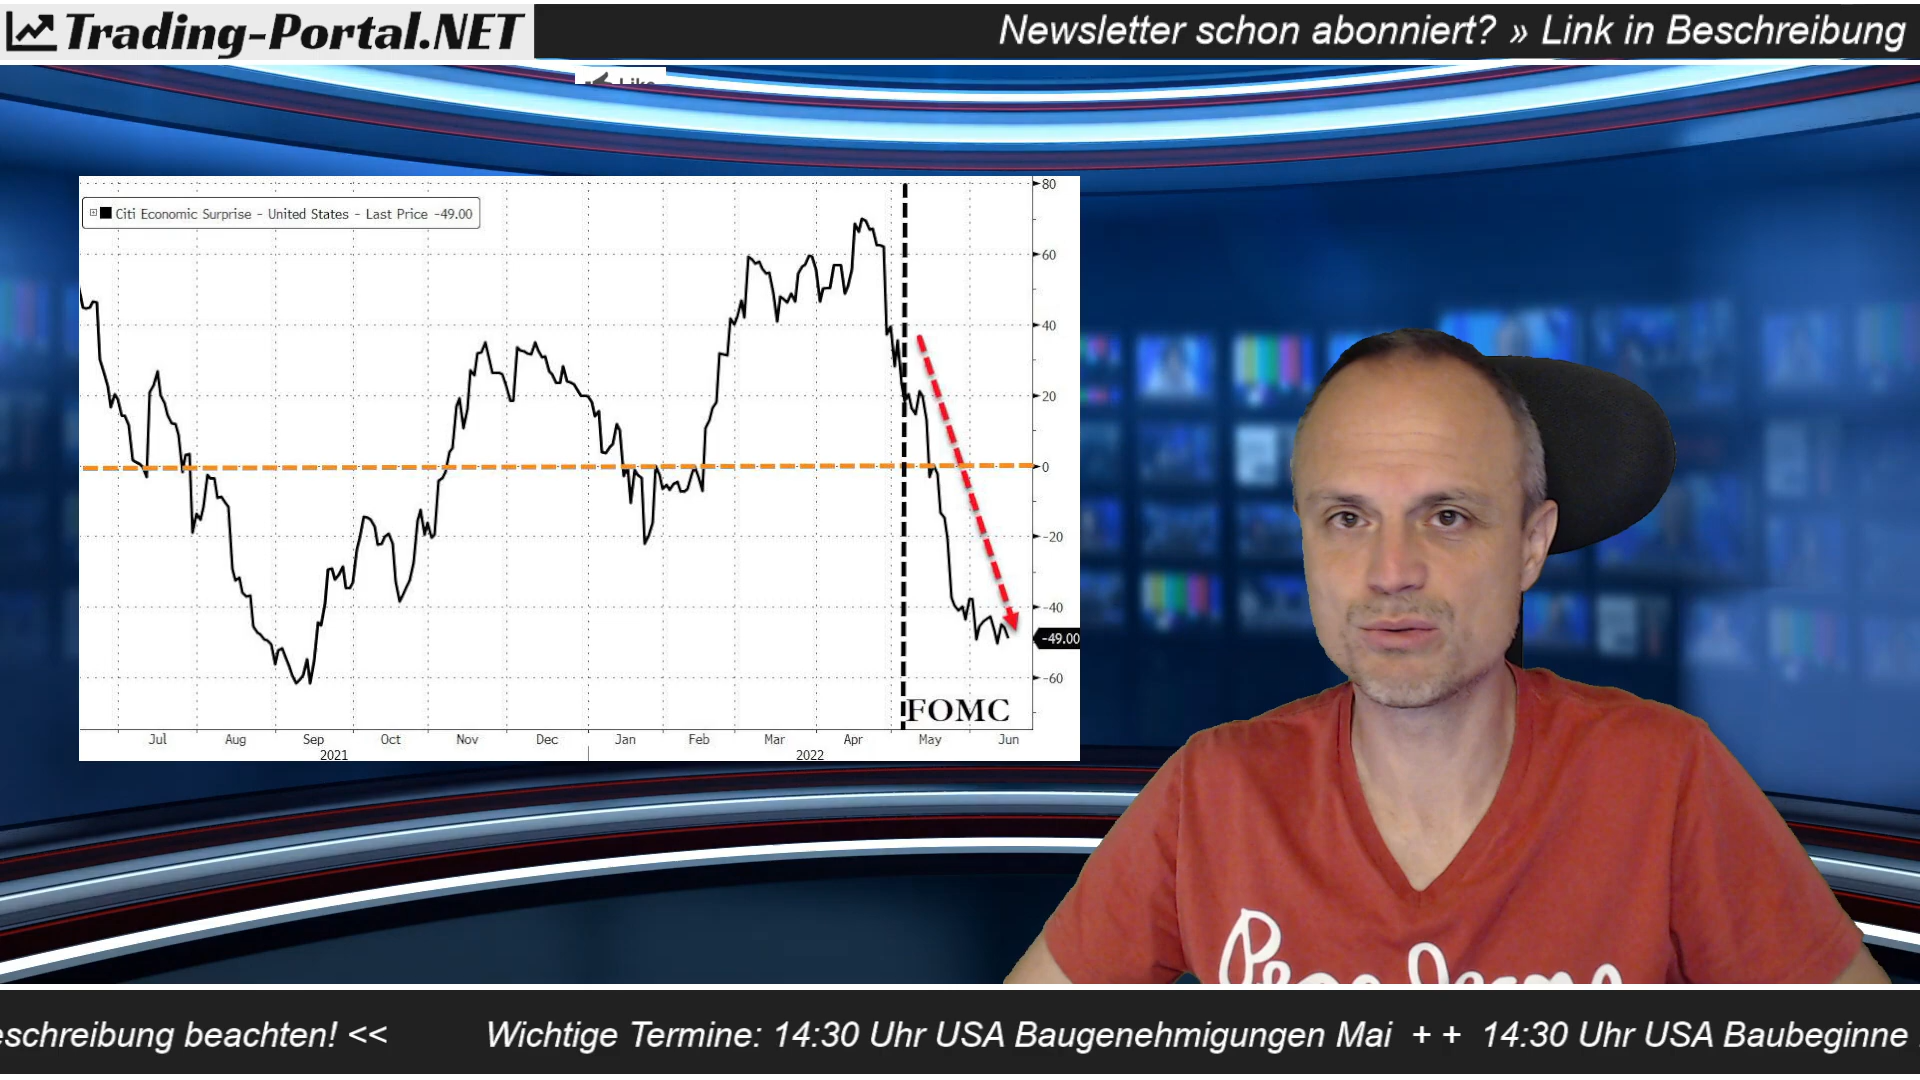 Trading-Portal.NET
Newsletter schon abonniert? » Link in Beschreibung
Like
Citi Economic Surprise - United States - Last Price -49.00
80
60
40
20
0
-20
-40
-49.00
-60
FOMC
Jul Aug Sep Oct Nov Dec Jan Feb Mar Apr May Jun
2021 2022
Pepe Jeans
eschreibung beachten! << Wichtige Termine: 14:30 Uhr USA Baugenehmigungen Mai + + 14:30 Uhr USA Baubeginne